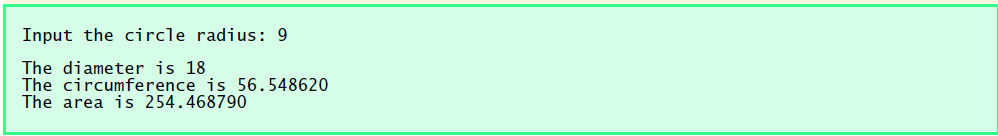 Input the circle radius: 9
The diameter is 18
The circumference is 56.548620
The area is 254.468790